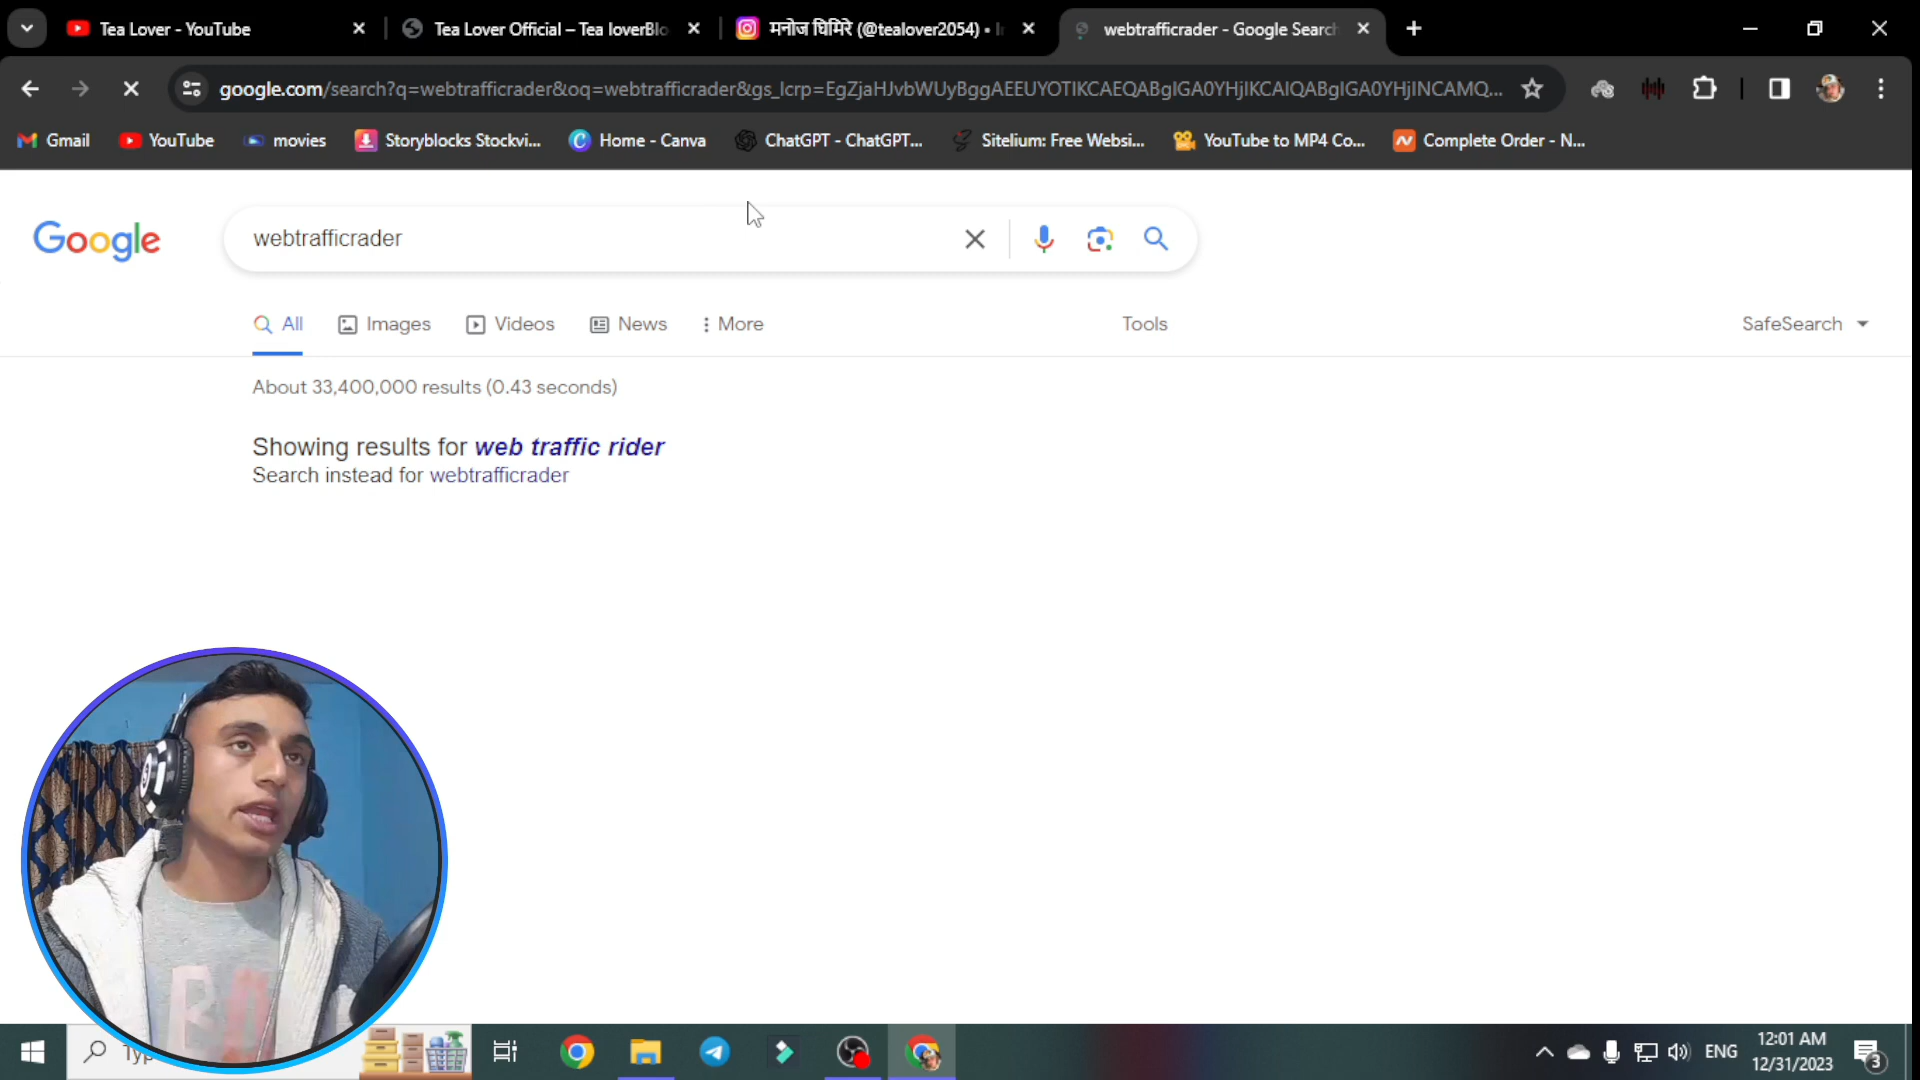 Tea Lover - YouTube
Tea Lover Official – Tea loverBlo
मनोज घिमिरे (@tealover2054) • I
webtrafficrader - Google Search
google.com/search?q=webtrafficrader&oq=webtrafficrader&gs_lcrp=EgZjaHJvbWUyBggAEEUYOTIKCAEQABgIGA0YHjIKCAIQABgIGA0YHjINCAMQ...
Gmail
YouTube
movies
Storyblocks Stockvi...
Home - Canva
ChatGPT - ChatGPT...
Sitelium: Free Websi...
YouTube to MP4 Co...
Complete Order - N...
Google
webtrafficrader
All
Images
Videos
News
More
Tools
SafeSearch
About 33,400,000 results (0.43 seconds)
Showing results for web traffic rider
Search instead for webtrafficrader
ENG
12:01 AM
12/31/2023
3